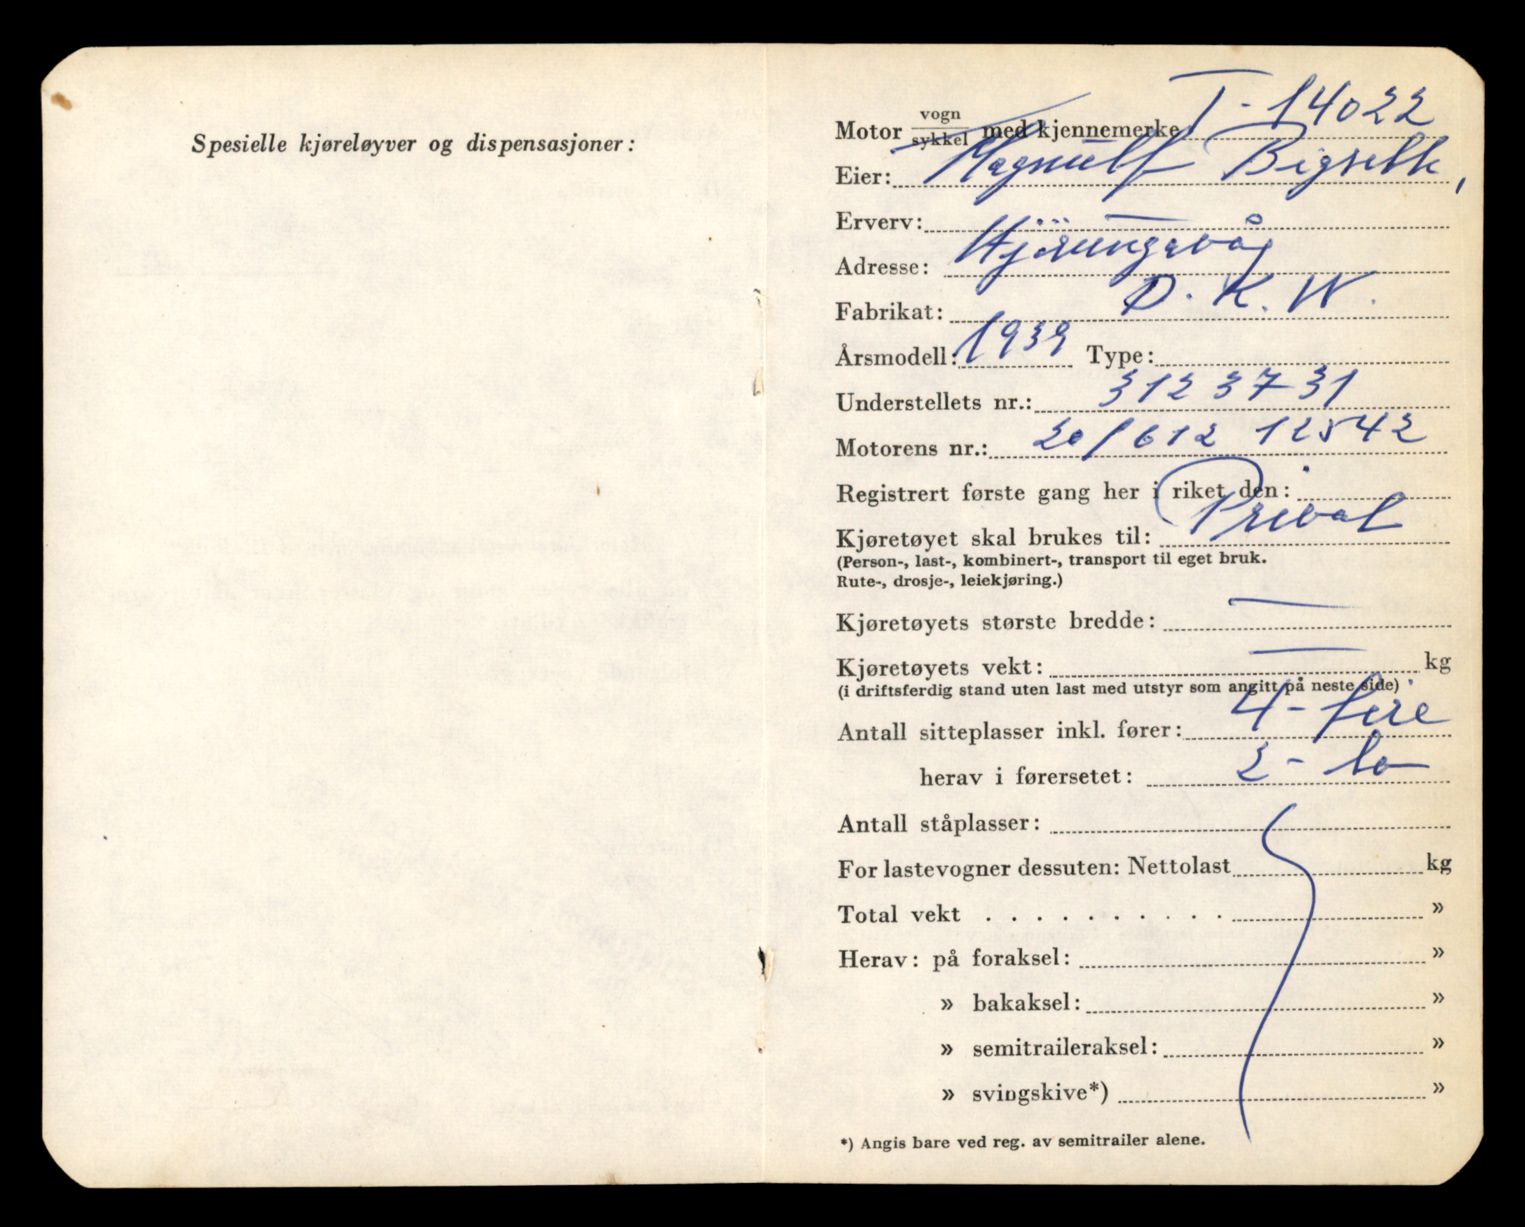 Spesielle kjøreløyver og dispensasjoner:
Motor vogn/sykkel med kjennemerke T-14022
Eier: Magnulf Bigseth,
Erverv: —
Adresse: Hjørungavåg
Fabrikat: D.K.W.
Årsmodell: 1939 Type:
Understellets nr.: 3123731
Motorens nr.: 20/612 12542
Registrert første gang her i riket den:
Kjøretøyet skal brukes til: Privat
(Person-, last-, kombinert-, transport til eget bruk.
Rute-, drosje-, leiekjøring.)
Kjøretøyets største bredde: —
Kjøretøyets vekt: — kg
(i driftsferdig stand uten last med utstyr som angitt på neste side)
Antall sitteplasser inkl. fører: 4 - fire
herav i førersetet: 2 - to
Antall ståplasser:
For lastevogner dessuten: Nettolast kg
Total vekt . . . . . . . . . . »
Herav: på foraksel: »
» bakaksel: »
» semitraileraksel: »
» svingskive*) »
*) Angis bare ved reg. av semitrailer alene.